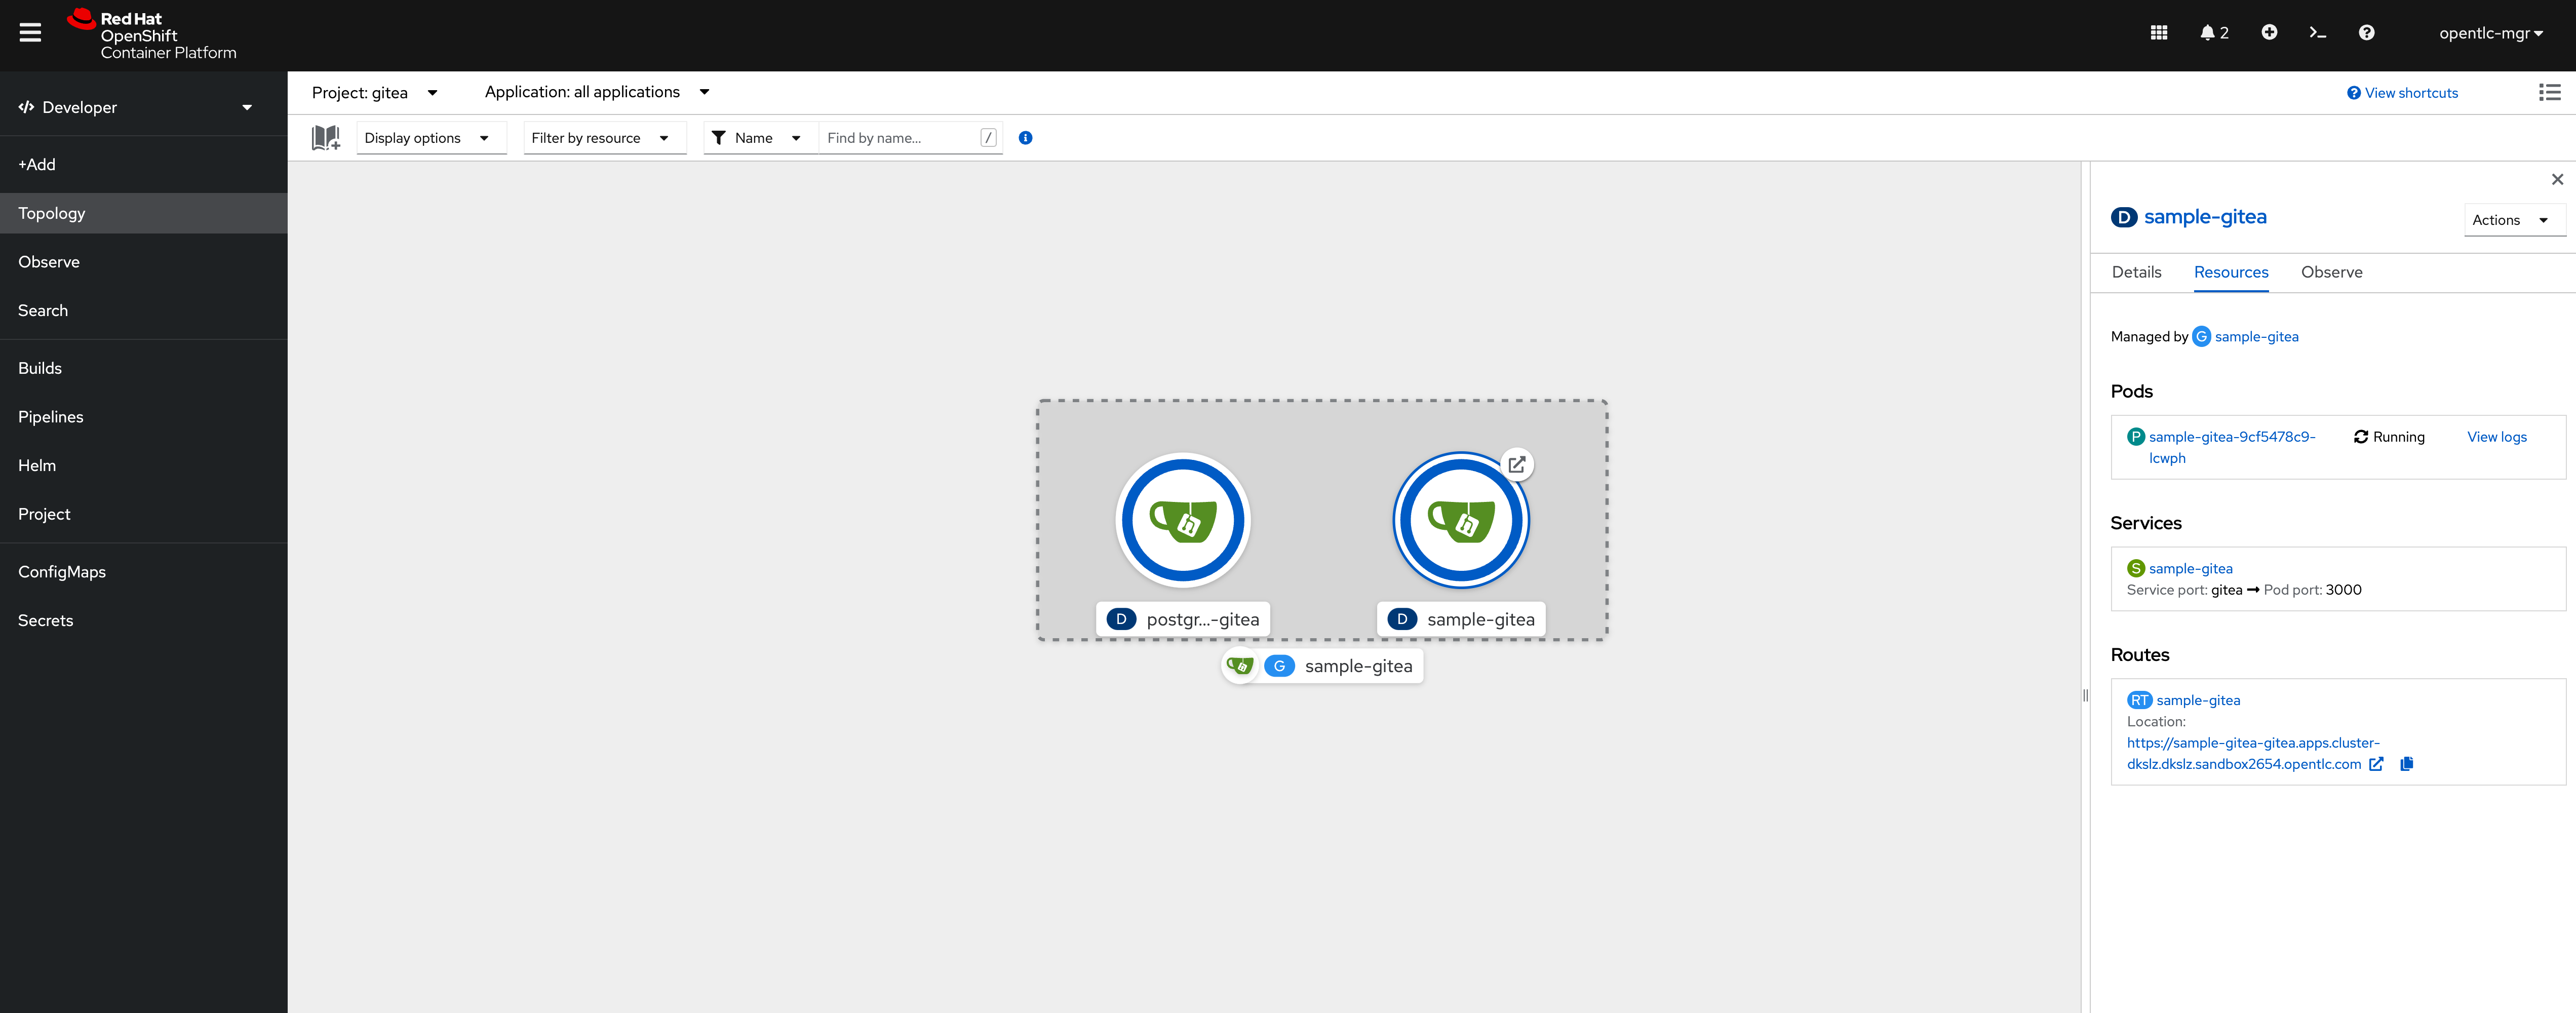 Red Hat
OpenShift
Container Platform
2
opentlc-mgr
Developer
+Add
Topology
Observe
Search
Builds
Pipelines
Helm
Project
ConfigMaps
Secrets
Project: gitea
Application: all applications
View shortcuts
Display options
Filter by resource
Name
Find by name...
/
D postgr...-gitea
D sample-gitea
G sample-gitea
D sample-gitea
Actions
Details
Resources
Observe
Managed by G sample-gitea
Pods
P sample-gitea-9cf5478c9-
lcwph
Running
View logs
Services
S sample-gitea
Service port: gitea → Pod port: 3000
Routes
RT sample-gitea
Location:
https://sample-gitea-gitea.apps.cluster-
dkslz.dkslz.sandbox2654.opentlc.com